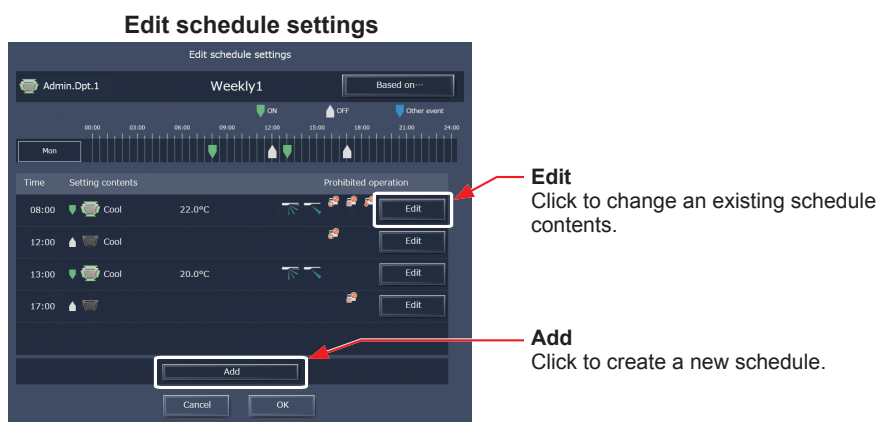 Edit schedule settings
Edit schedule settings
Admin.Dpt.1
Weekly1
Based on…
ON
OFF
Other event
00:00 03:00 06:00 09:00 12:00 15:00 18:00 21:00 24:00
Mon
Time Setting contents Prohibited operation
08:00 Cool 22.0°C Edit
12:00 Cool Edit
13:00 Cool 20.0°C Edit
17:00 Edit
Add
Cancel OK
Edit
Click to change an existing schedule
contents.
Add
Click to create a new schedule.